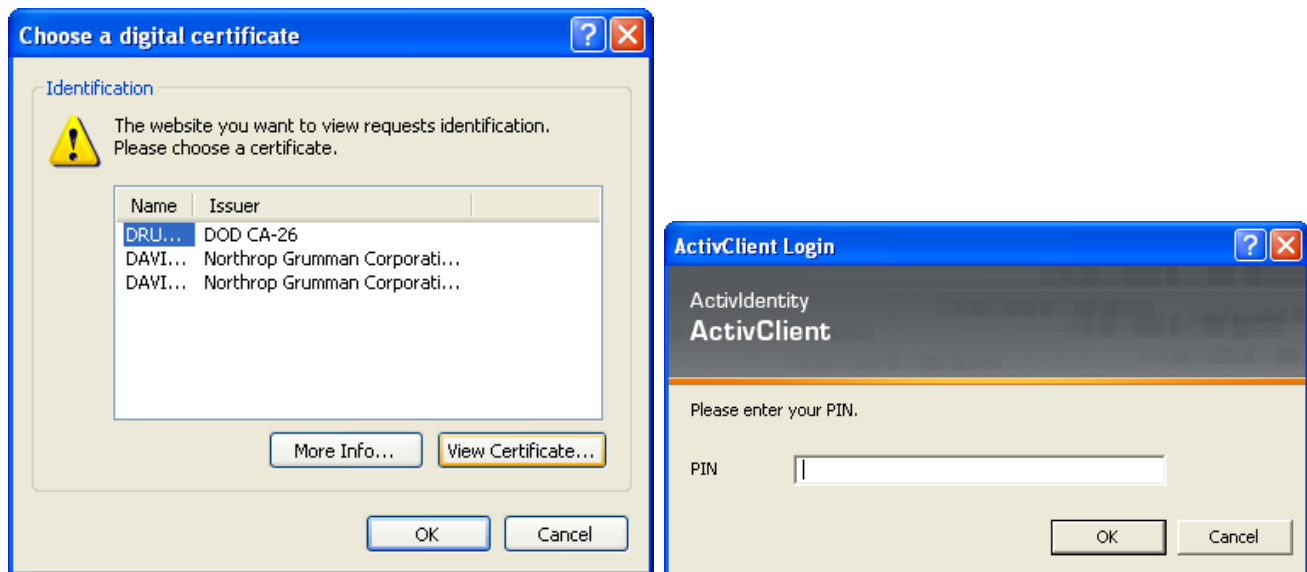 Choose a digital certificate
Identification
The website you want to view requests identification.
Please choose a certificate.
Name Issuer
DRU... DOD CA-26
DAVI... Northrop Grumman Corporati...
DAVI... Northrop Grumman Corporati...
More Info... View Certificate...
OK Cancel
ActivClient Login
ActivIdentity
ActivClient
Please enter your PIN.
PIN
OK Cancel